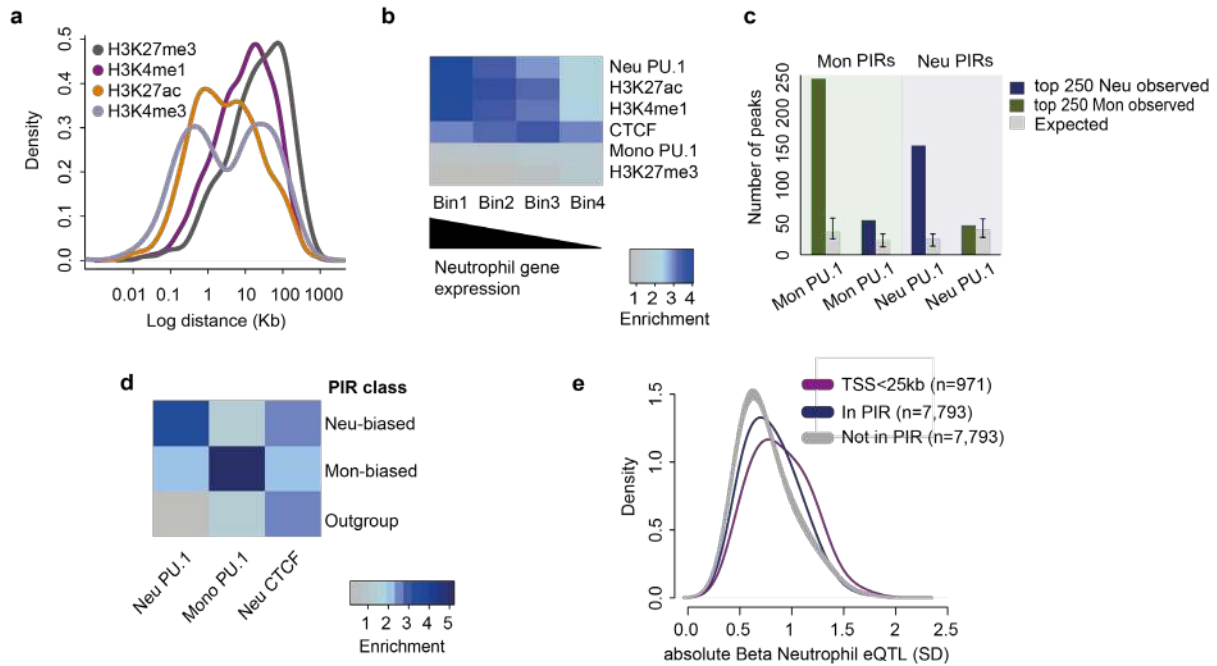 a
H3K27me3
H3K4me1
H3K27ac
H3K4me3
0.5
0.4
0.3
0.2
0.1
0.0
Density
0.01 0.1 1 10 100 1000
Log distance (Kb)
b
Neu PU.1
H3K27ac
H3K4me1
CTCF
Mono PU.1
H3K27me3
Bin1 Bin2 Bin3 Bin4
Neutrophil gene
expression
1 2 3 4
Enrichment
c
Mon PIRs Neu PIRs
250
200
150
100
50
0
Number of peaks
Mon PU.1 Mon PU.1 Neu PU.1 Neu PU.1
top 250 Neu observed
top 250 Mon observed
Expected
d
PIR class
Neu-biased
Mon-biased
Outgroup
Neu PU.1 Mono PU.1 Neu CTCF
1 2 3 4 5
Enrichment
e
TSS<25kb (n=971)
In PIR (n=7,793)
Not in PIR (n=7,793)
1.5
1.0
0.5
0.0
Density
0.0 0.5 1 1.5 2.0 2.5
absolute Beta Neutrophil eQTL (SD)